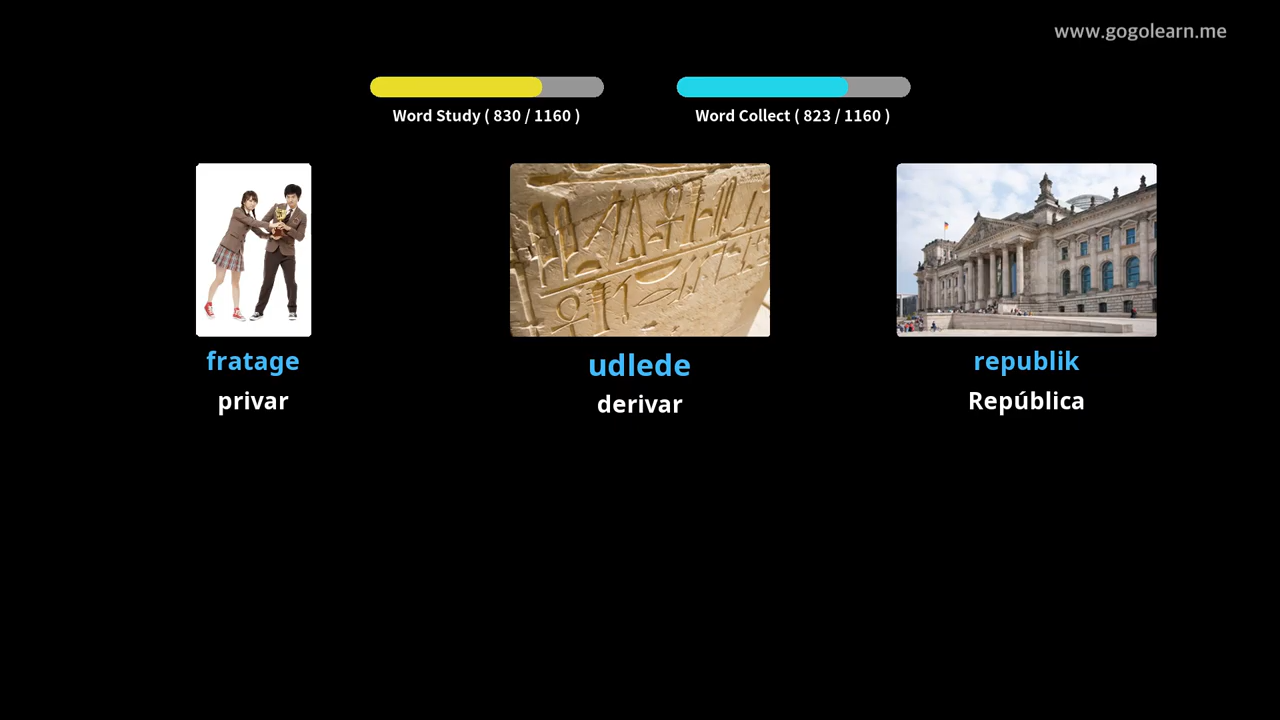 www.gogolearn.me
Word Study ( 830 / 1160 )
Word Collect ( 823 / 1160 )
fratage
privar
udlede
derivar
republik
República